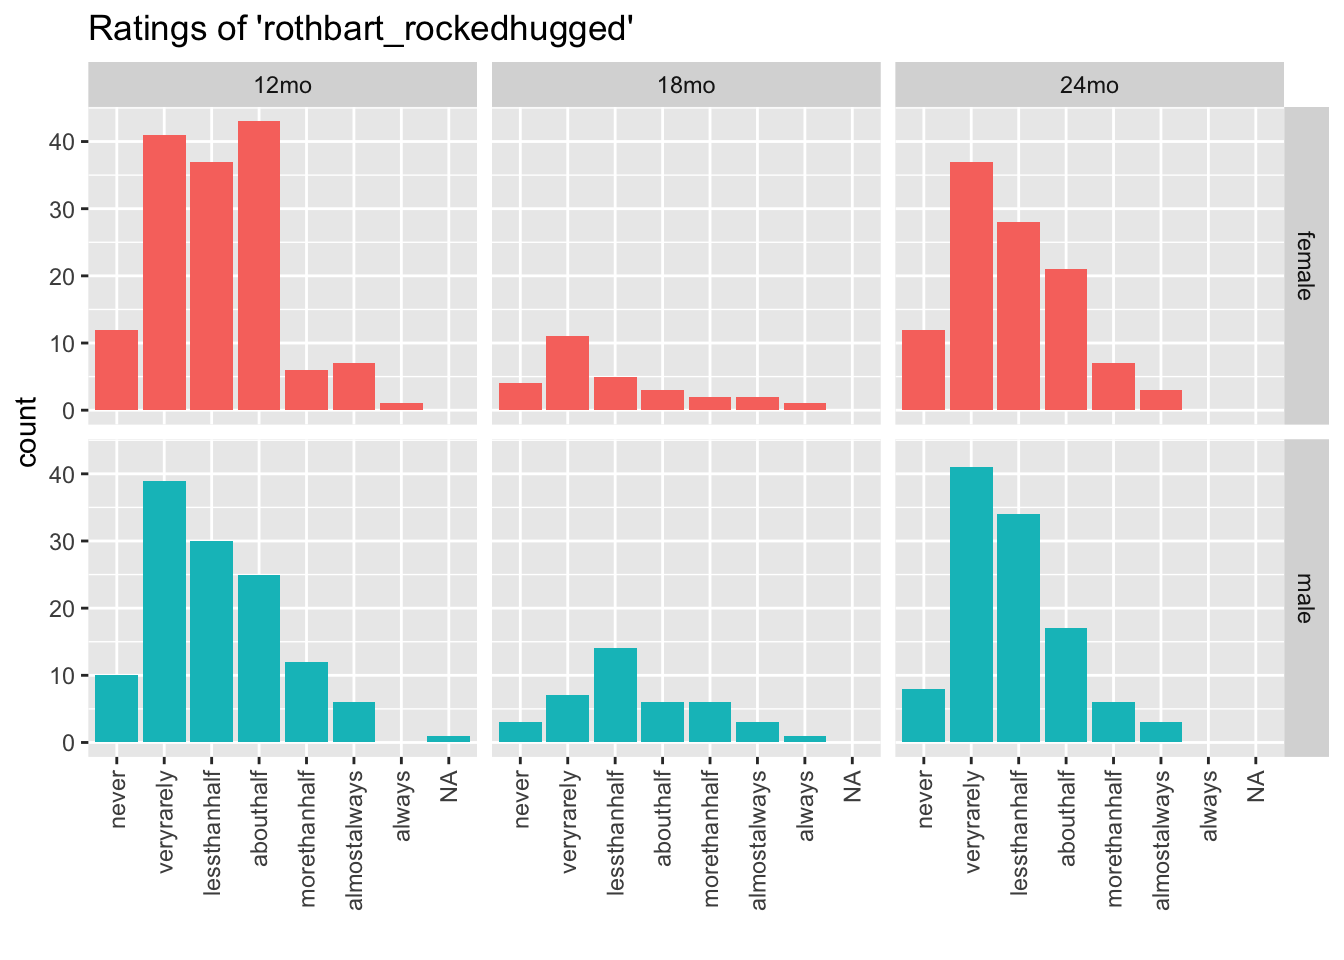 Ratings of 'rothbart_rockedhugged'
12mo 18mo 24mo
40
30
20
10
0
female
count
40
30
20
10
0
male
never veryrarely lessthanhalf abouthalf morethanhalf almostalways always NA never veryrarely lessthanhalf abouthalf morethanhalf almostalways always NA never veryrarely lessthanhalf abouthalf morethanhalf almostalways always NA